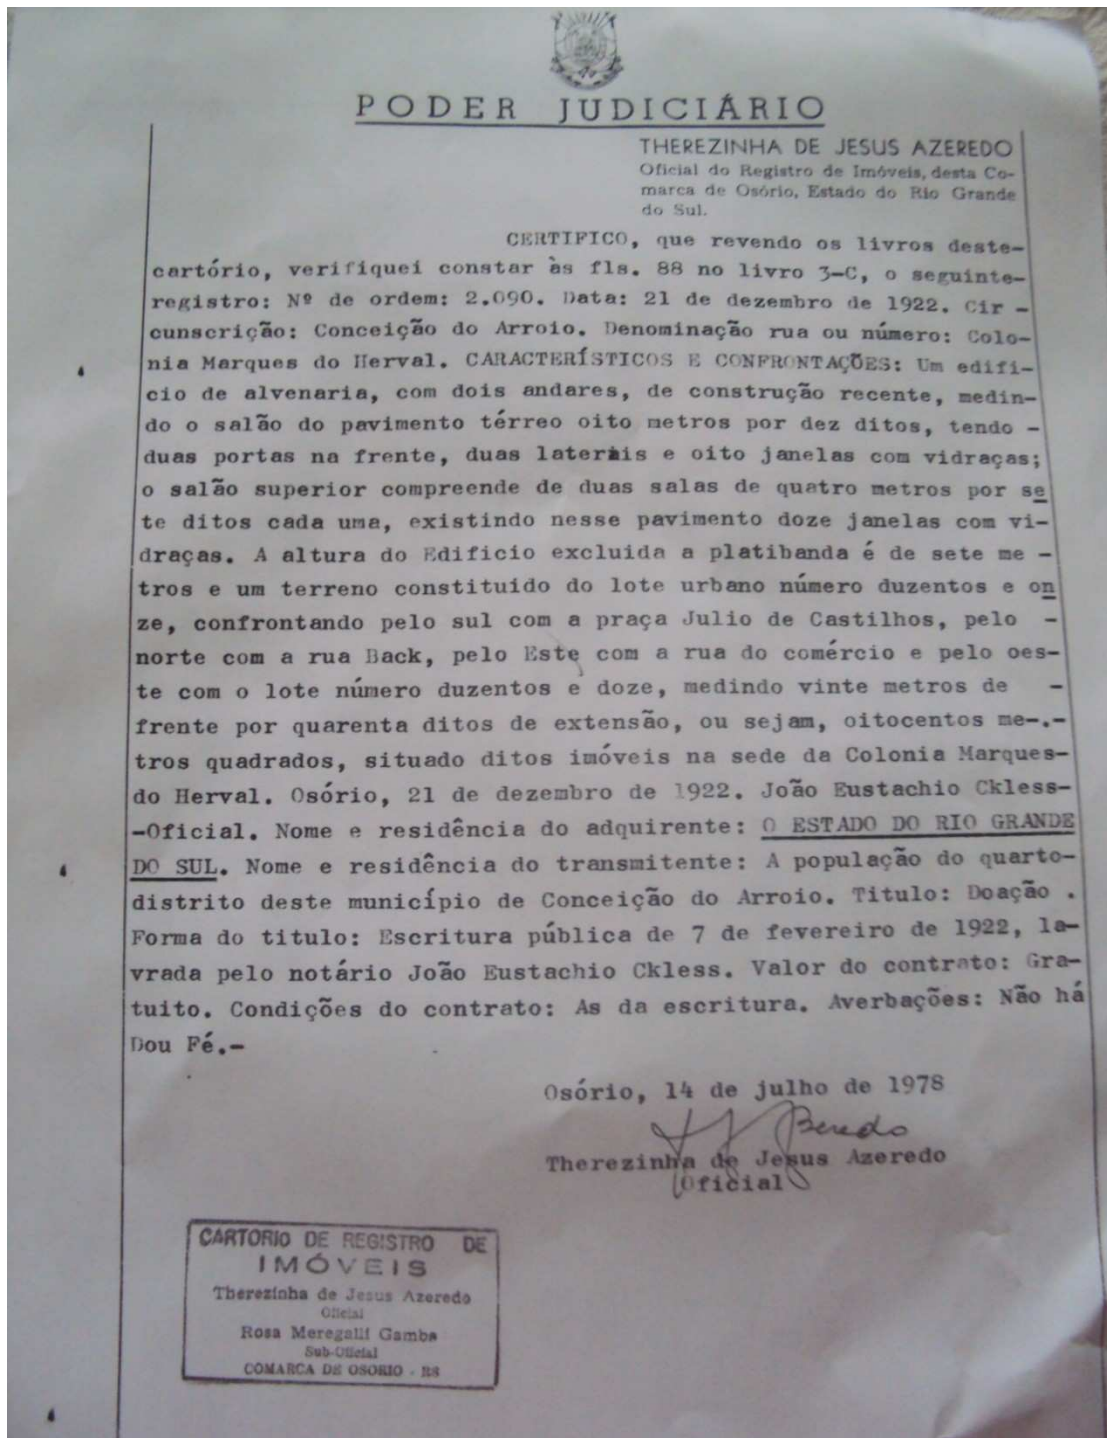 PODER JUDICIÁRIO
THEREZINHA DE JESUS AZEREDO
Oficial do Registro de Imóveis, desta Co-
marca de Osório, Estado do Rio Grande
do Sul.
CERTIFICO, que revendo os livros deste-
cartório, verifiquei constar às fls. 88 no livro 3-C, o seguinte-
registro: Nº de ordem: 2.090. Data: 21 de dezembro de 1922. Cir -
cunscrição: Conceição do Arroio. Denominação rua ou número: Colo-
nia Marques do Herval. CARACTERÍSTICOS E CONFRONTAÇÕES: Um edifi-
cio de alvenaria, com dois andares, de construção recente, medin-
do o salão do pavimento térreo oito metros por dez ditos, tendo -
duas portas na frente, duas laterais e oito janelas com vidraças;
o salão superior compreende de duas salas de quatro metros por se
te ditos cada uma, existindo nesse pavimento doze janelas com vi-
draças. A altura do Edificio excluida a platibanda é de sete me -
tros e um terreno constituido do lote urbano número duzentos e on
ze, confrontando pelo sul com a praça Julio de Castilhos, pelo -
norte com a rua Back, pelo Este com a rua do comércio e pelo oes-
te com o lote número duzentos e doze, medindo vinte metros de -
frente por quarenta ditos de extensão, ou sejam, oitocentos me-.-
tros quadrados, situado ditos imóveis na sede da Colonia Marques-
do Herval. Osório, 21 de dezembro de 1922. João Eustachio Ckless-
-Oficial. Nome e residência do adquirente: O ESTADO DO RIO GRANDE
DO SUL. Nome e residência do transmitente: A população do quarto-
distrito deste município de Conceição do Arroio. Titulo: Doação .
Forma do titulo: Escritura pública de 7 de fevereiro de 1922, la-
vrada pelo notário João Eustachio Ckless. Valor do contrato: Gra-
tuito. Condições do contrato: As da escritura. Averbações: Não há
Dou Fé.-
Osório, 14 de julho de 1978
Therezinha de Jesus Azeredo
Oficial
CARTORIO DE REGISTRO DE
IMÓVEIS
Therezinha de Jesus Azeredo
Oficial
Rosa Meregalli Gamba
Sub-Oficial
COMARCA DE OSORIO - RS